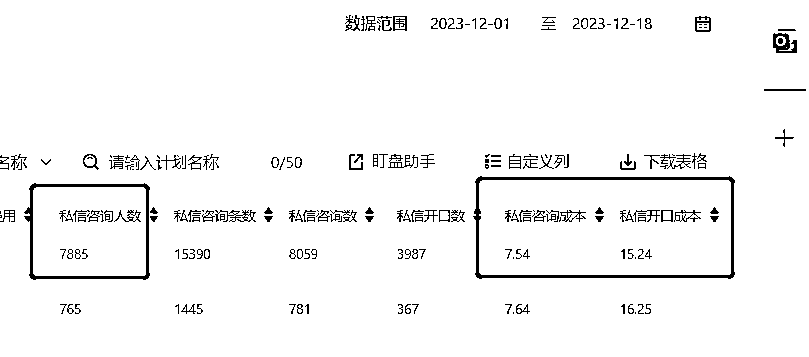 数据范围 2023-12-01 至 2023-12-18
名称 请输入计划名称 0/50 盯盘助手 自定义列 下载表格
用 私信咨询人数 私信咨询条数 私信咨询数 私信开口数 私信咨询成本 私信开口成本
7885 15390 8059 3987 7.54 15.24
765 1445 781 367 7.64 16.25